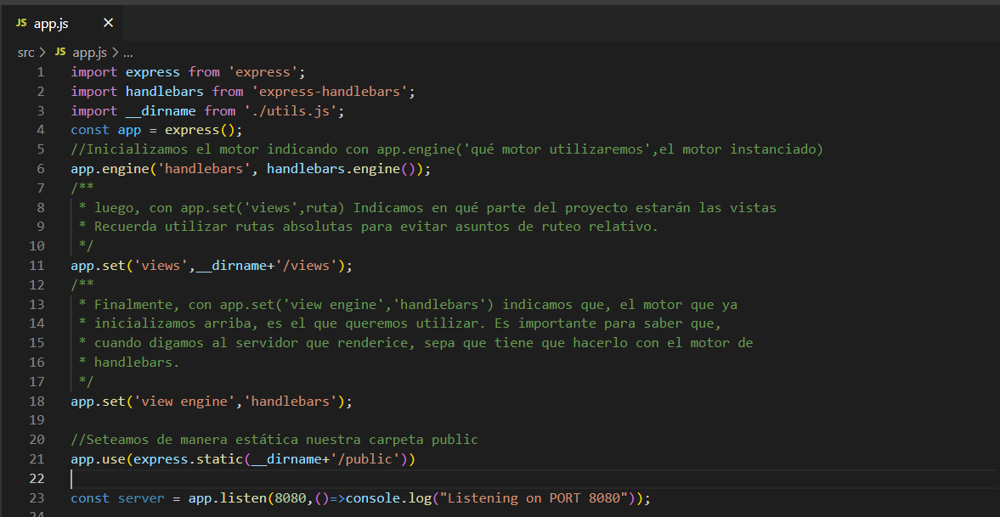 JS app.js ×
src > JS app.js > ...
1 import express from 'express';
2 import handlebars from 'express-handlebars';
3 import __dirname from './utils.js';
4 const app = express();
5 //Inicializamos el motor indicando con app.engine('qué motor utilizaremos',el motor instanciado)
6 app.engine('handlebars', handlebars.engine());
7 /**
8  * luego, con app.set('views',ruta) Indicamos en qué parte del proyecto estarán las vistas
9  * Recuerda utilizar rutas absolutas para evitar asuntos de ruteo relativo.
10  */
11 app.set('views',__dirname+'/views');
12 /**
13  * Finalmente, con app.set('view engine','handlebars') indicamos que, el motor que ya
14  * inicializamos arriba, es el que queremos utilizar. Es importante para saber que,
15  * cuando digamos al servidor que renderice, sepa que tiene que hacerlo con el motor de
16  * handlebars.
17  */
18 app.set('view engine','handlebars');
19
20 //Seteamos de manera estática nuestra carpeta public
21 app.use(express.static(__dirname+'/public'))
22
23 const server = app.listen(8080,()=>console.log("Listening on PORT 8080"));
24